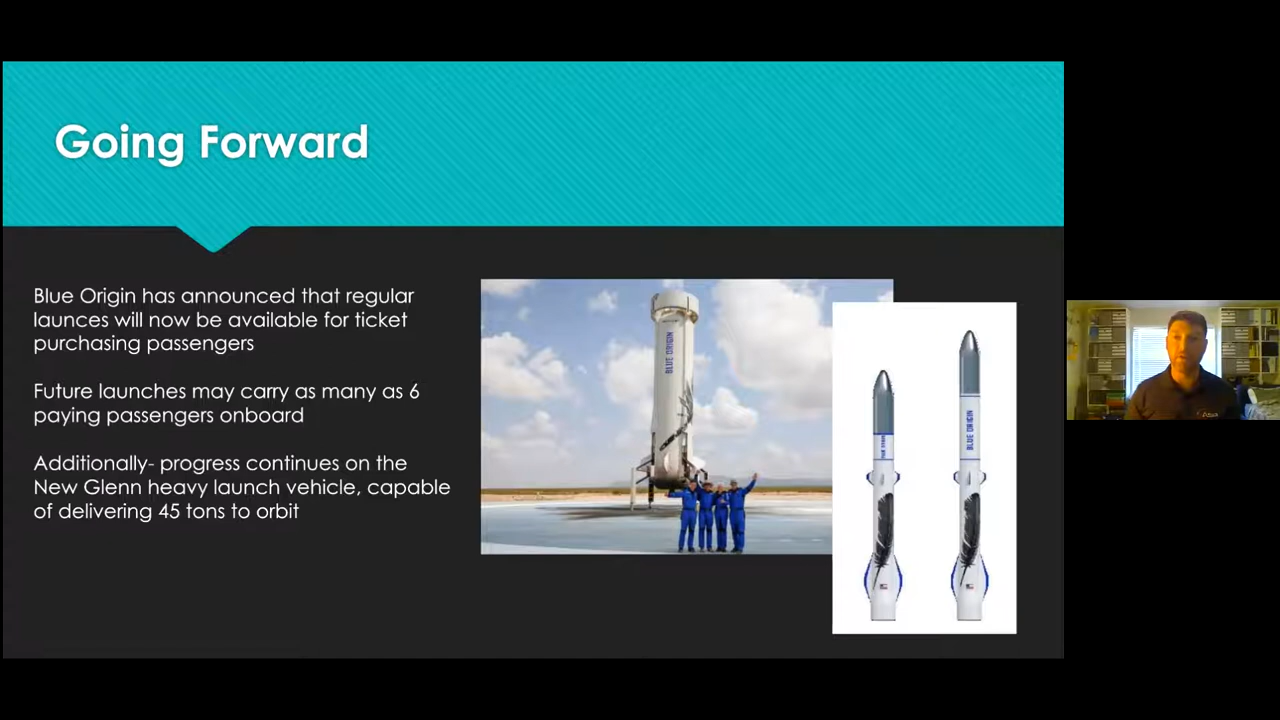 Going Forward
Blue Origin has announced that regular
launces will now be available for ticket
purchasing passengers
Future launches may carry as many as 6
paying passengers onboard
Additionally- progress continues on the
New Glenn heavy launch vehicle, capable
of delivering 45 tons to orbit
BLUE ORIGIN
BLUE ORIGIN